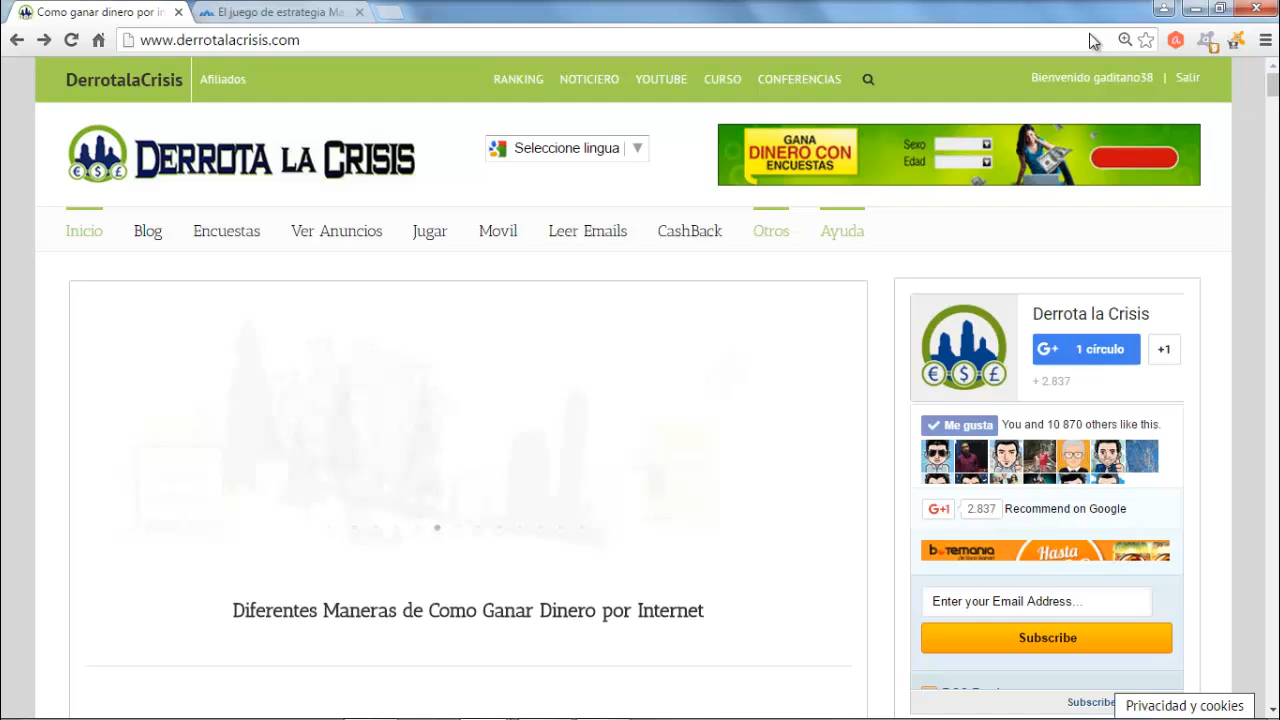 Como ganar dinero por in
El juego de estrategia Ma
www.derrotalacrisis.com
DerrotalaCrisis
Afiliados
RANKING
NOTICIERO
YOUTUBE
CURSO
CONFERENCIAS
Bienvenido gaditano38 | Salir
DERROTA LA CRISIS
Seleccione lingua
GANA
DINERO CON
ENCUESTAS
Sexo
Edad
Inicio
Blog
Encuestas
Ver Anuncios
Jugar
Movil
Leer Emails
CashBack
Otros
Ayuda
Derrota la Crisis
G+ 1 círculo
+1
+ 2.837
Me gusta
You and 10 870 others like this.
G+1
2.837
Recommend on Google
Hasta
Enter your Email Address...
Subscribe
Diferentes Maneras de Como Ganar Dinero por Internet
Subscribe
Privacidad y cookies